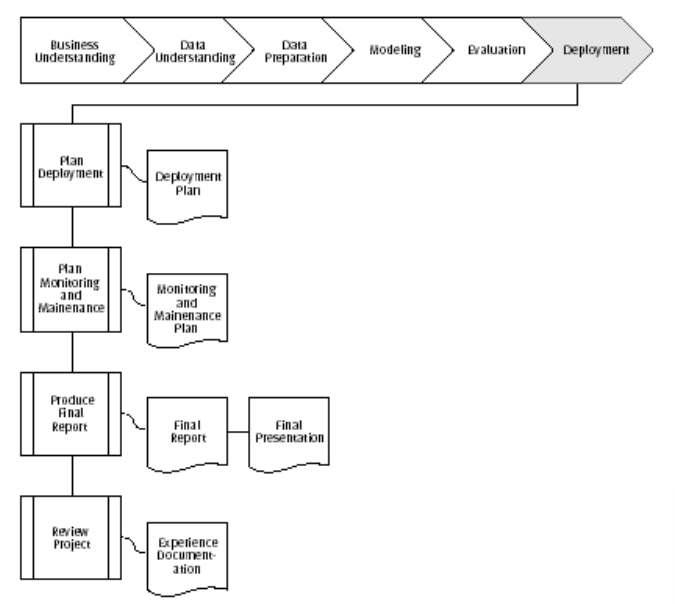 Business
Understanding
Data
Understanding
Data
Preparation
Modeling
Evaluation
Deployment
Plan
Deployment
Deployment
Plan
Plan
Monitoring
and
Mainenance
Monitoring
and
Mainenance
Plan
Produce
Final
Report
Final
Report
Final
Presentation
Review
Project
Experience
Document-
ation